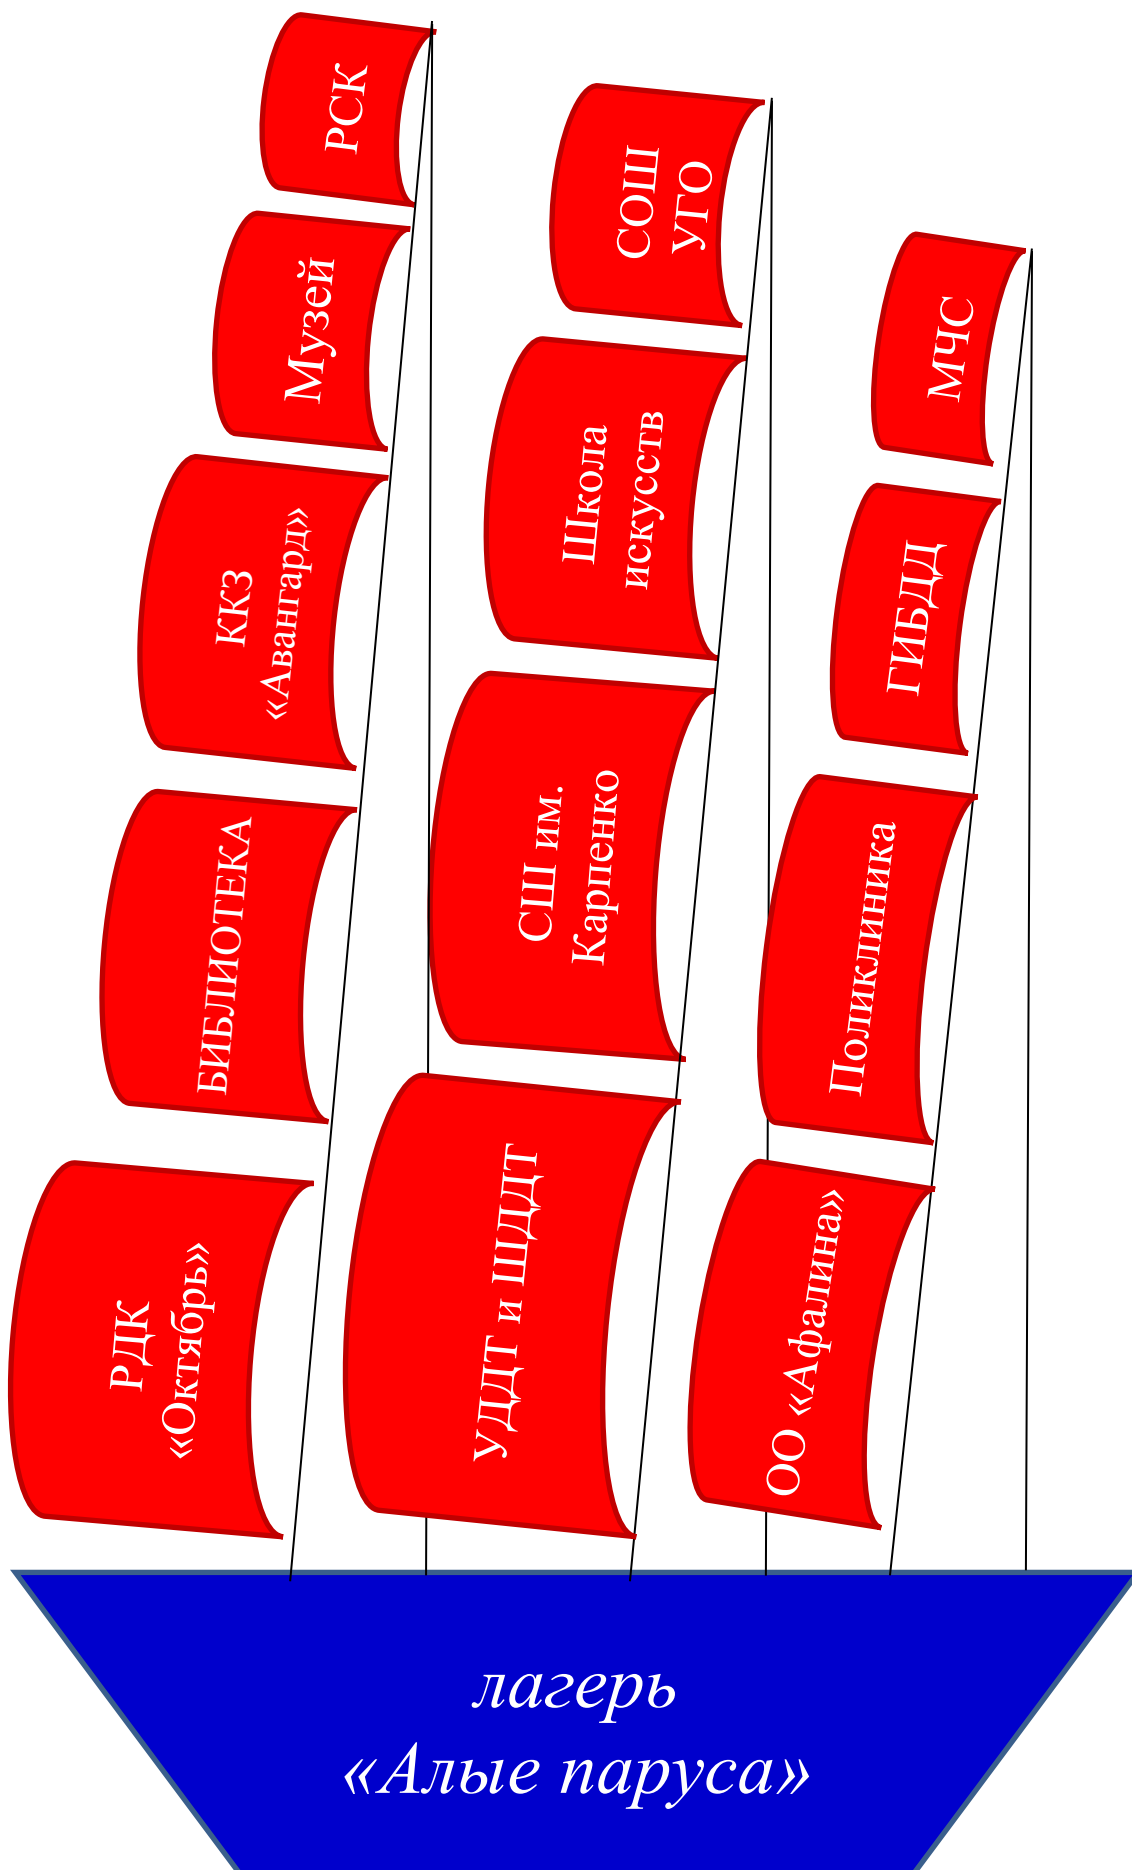 РСК
Музей
ККЗ
«Авангард»
БИБЛИОТЕКА
РДК
«Октябрь»
СОШ
УГО
Школа
искусств
СШ им.
Карпенко
УДДТ и ШДДТ
МЧС
ГИБДД
Поликлиника
ОО «Афалина»
лагерь
«Алые паруса»